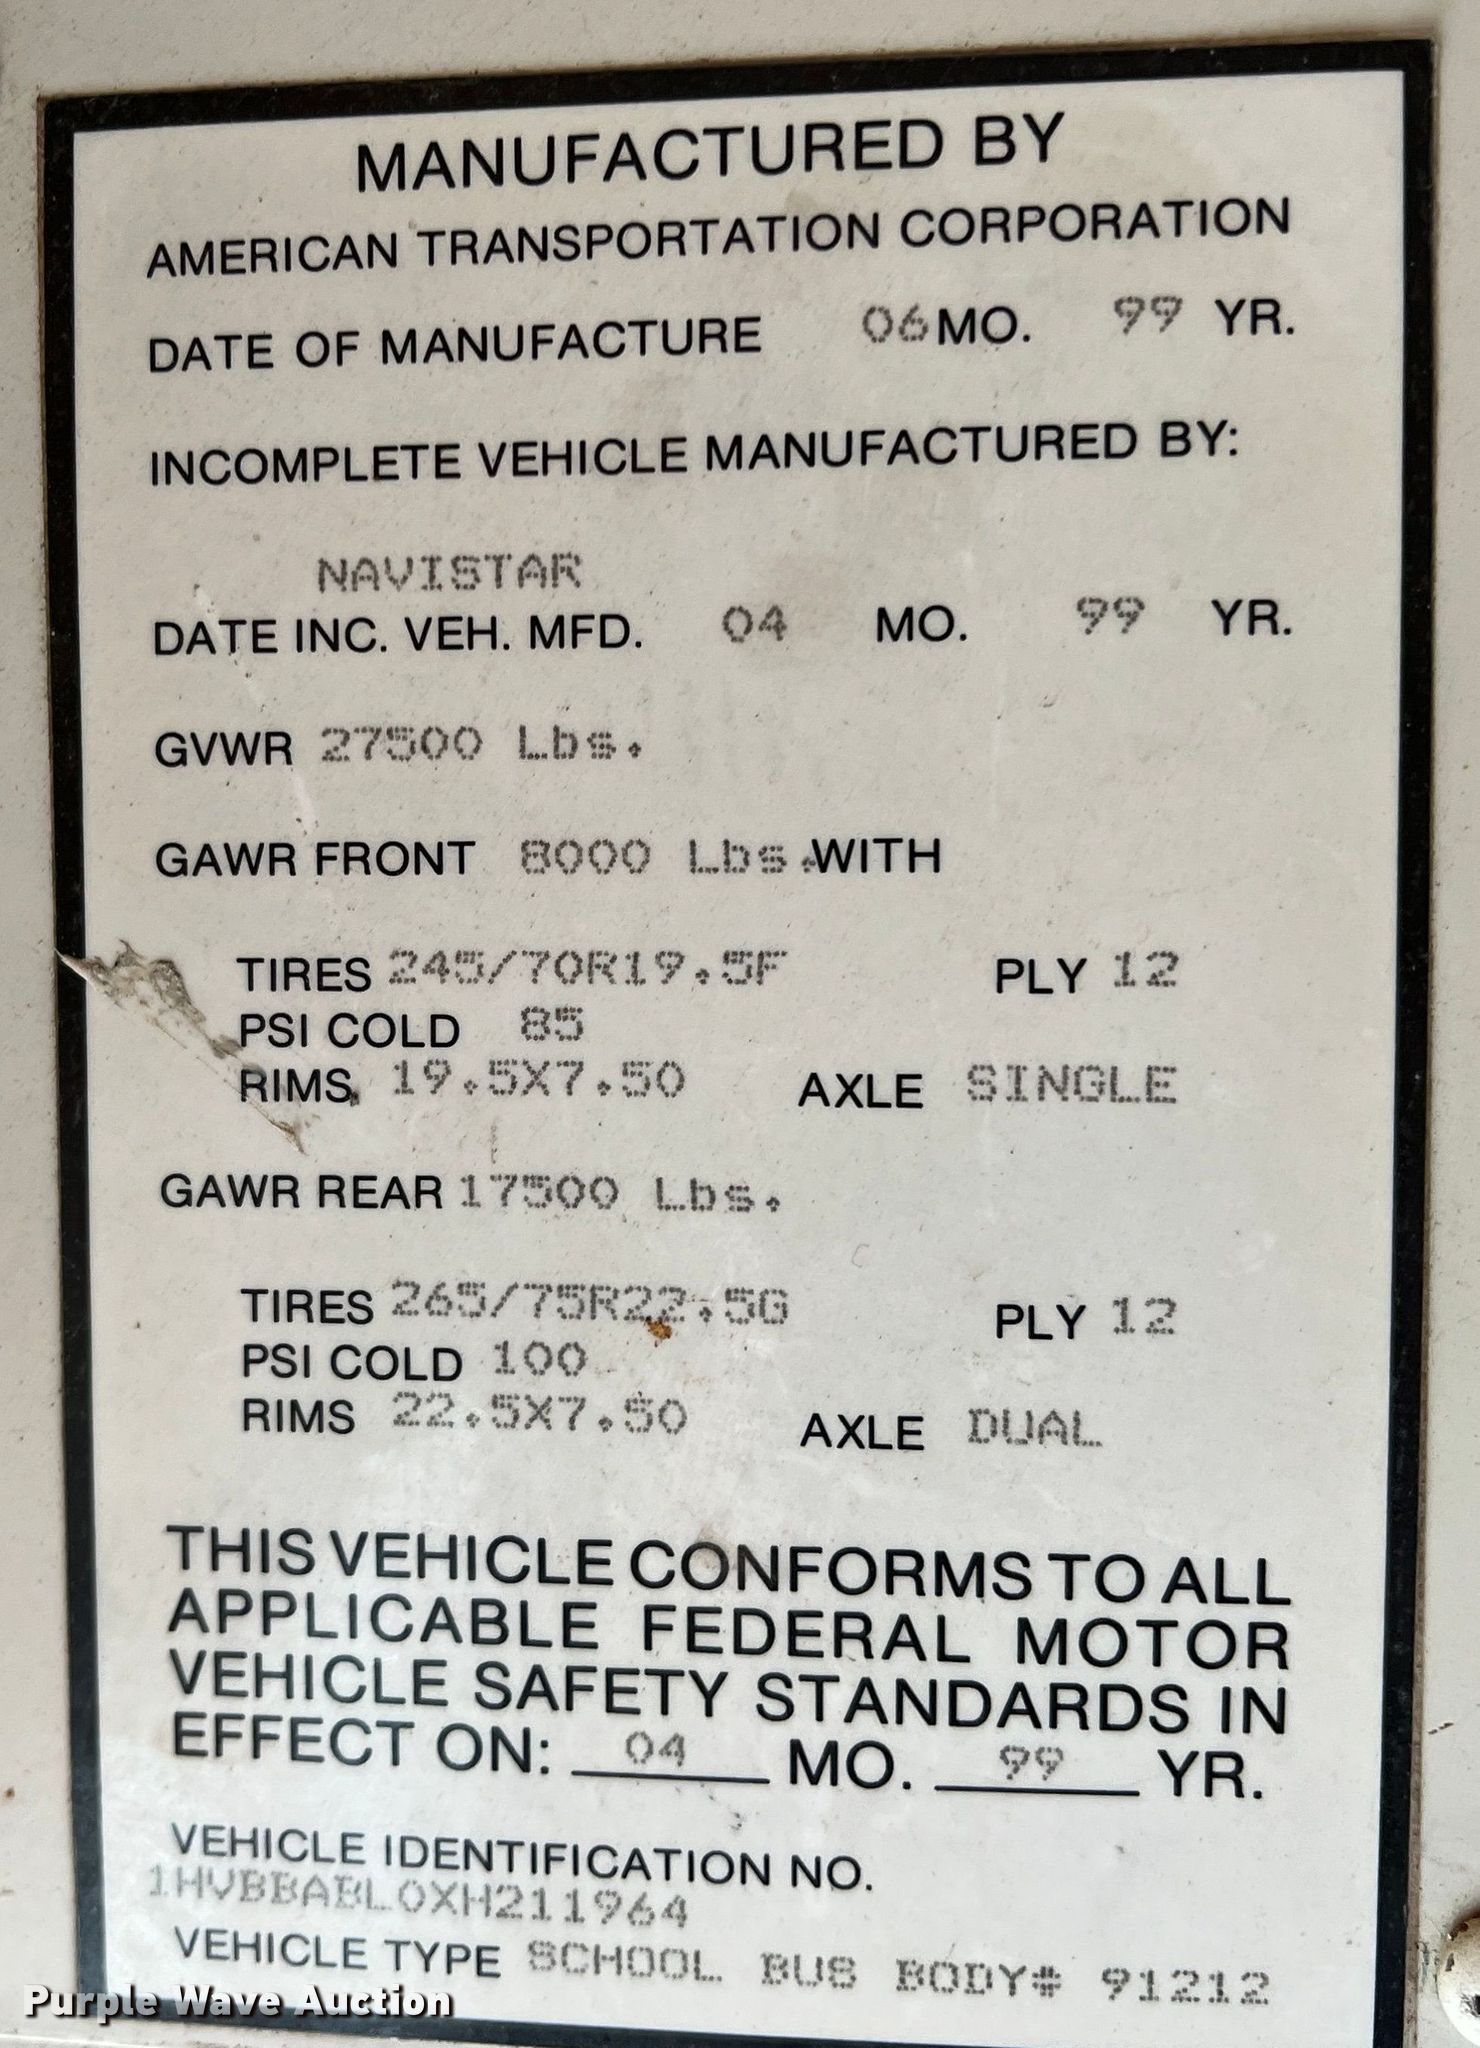 MANUFACTURED BY
AMERICAN TRANSPORTATION CORPORATION
DATE OF MANUFACTURE 06 MO. 99 YR.
INCOMPLETE VEHICLE MANUFACTURED BY:
NAVISTAR
DATE INC. VEH. MFD. 04 MO. 99 YR.
GVWR 27500 Lbs.
GAWR FRONT 8000 Lbs. WITH
TIRES 245/70R19.5F PLY 12
PSI COLD 85
RIMS 19.5X7.50 AXLE SINGLE
GAWR REAR 17500 Lbs.
TIRES 265/75R22.5G PLY 12
PSI COLD 100
RIMS 22.5X7.50 AXLE DUAL
THIS VEHICLE CONFORMS TO ALL
APPLICABLE FEDERAL MOTOR
VEHICLE SAFETY STANDARDS IN
EFFECT ON: 04 MO. 99 YR.
VEHICLE IDENTIFICATION NO.
1HVBBABL0XH211964
VEHICLE TYPE SCHOOL BUS BODY# 91212
Purple Wave Auction